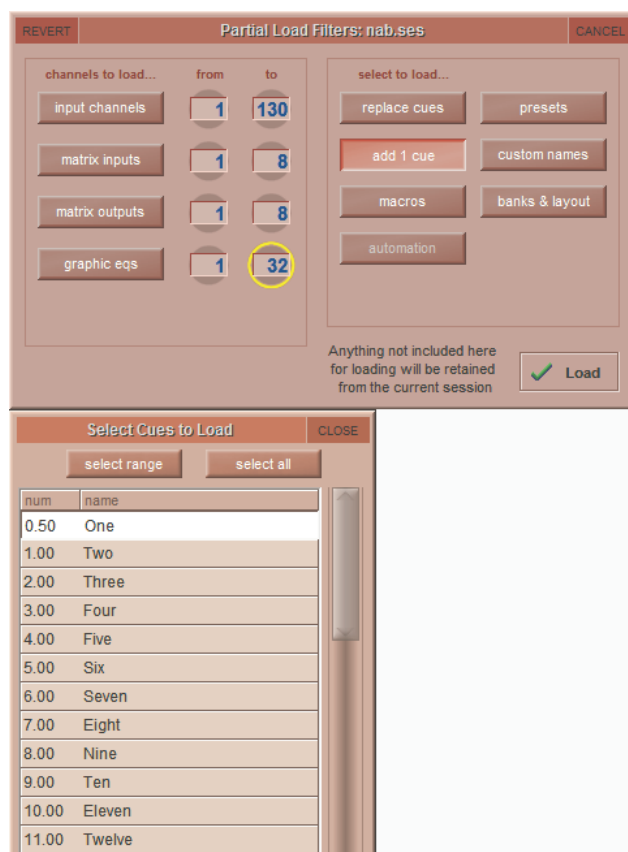 REVERT Partial Load Filters: nab.ses CANCEL
channels to load... from to select to load...
input channels 1 130 replace cues presets
matrix inputs 1 8 add 1 cue custom names
matrix outputs 1 8 macros banks & layout
graphic eqs 1 32 automation
Anything not included here
for loading will be retained
from the current session
Load
Select Cues to Load CLOSE
select range select all
num name
0.50 One
1.00 Two
2.00 Three
3.00 Four
4.00 Five
5.00 Six
6.00 Seven
7.00 Eight
8.00 Nine
9.00 Ten
10.00 Eleven
11.00 Twelve